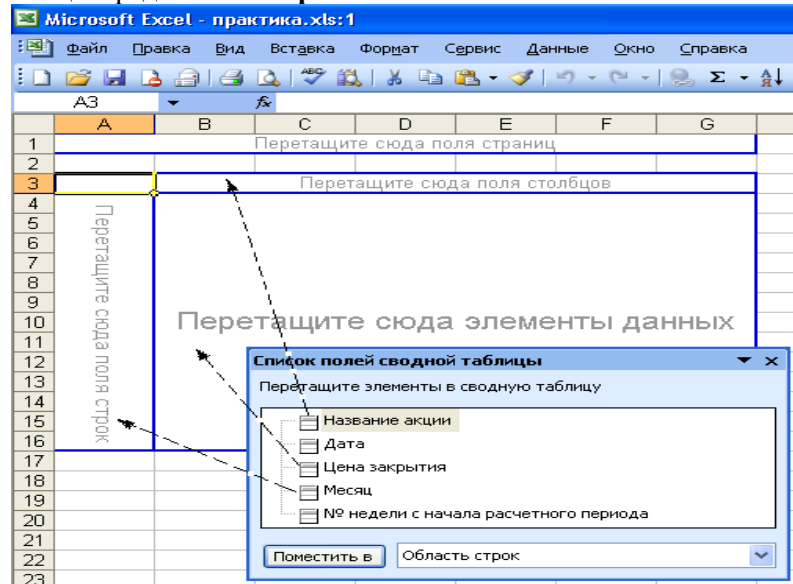 Microsoft Excel - практика.xls:1
Файл Правка Вид Вставка Формат Сервис Данные Окно Справка
ABC Σ
A3 fx
A B C D E F G
1 Перетащите сюда поля страниц
2
3 Перетащите сюда поля столбцов
4
5
6
7
8
9
10 Перетащите сюда элементы данных
11
12
13
14
15
16
17
18
19
20
21
22
23
Перетащите сюда поля строк
Список полей сводной таблицы
Перетащите элементы в сводную таблицу
Название акции
Дата
Цена закрытия
Месяц
№ недели с начала расчетного периода
Поместить в Область строк